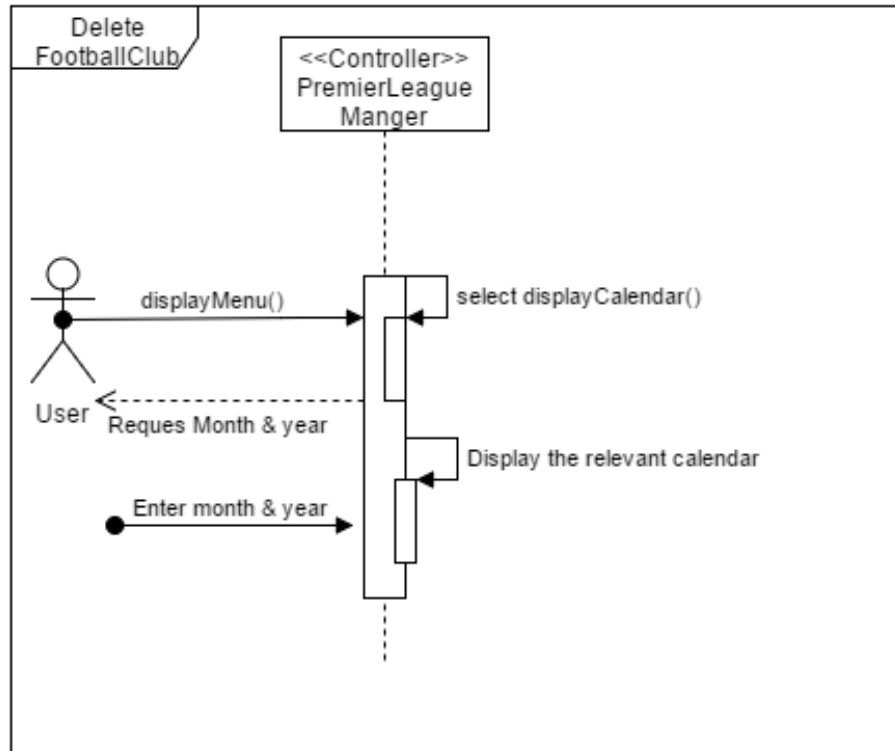 Delete
FootballClub
<<Controller>>
PremierLeague
Manger
displayMenu()
select displayCalendar()
User
Reques Month & year
Display the relevant calendar
Enter month & year